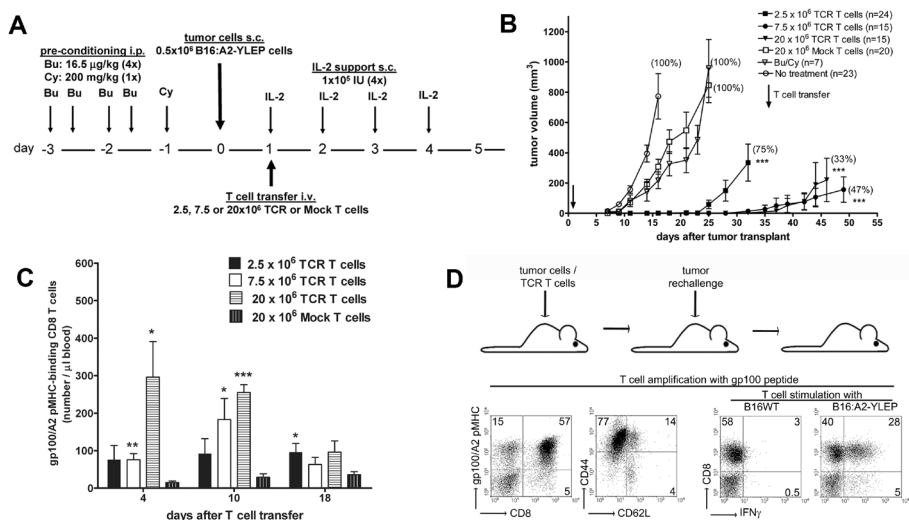 A
tumor cells s.c.
0.5x10⁶ B16:A2-YLEP cells
pre-conditioning i.p.
Bu: 16.5 µg/kg (4x)
Cy: 200 mg/kg (1x)
Bu Bu Bu Bu Cy
IL-2 support s.c.
1x10⁵ IU (4x)
IL-2 IL-2 IL-2 IL-2
day -3 -2 -1 0 1 2 3 4 5
T cell transfer i.v.
2.5, 7.5 or 20x10⁶ TCR or Mock T cells
B
2.5 x 10⁶ TCR T cells (n=24)
7.5 x 10⁶ TCR T cells (n=15)
20 x 10⁶ TCR T cells (n=15)
20 x 10⁶ Mock T cells (n=20)
Bu/Cy (n=7)
No treatment (n=23)
T cell transfer
tumor volume (mm³)
1200
1000
800
600
400
200
0
(100%)
(100%)
(100%)
(75%)
***
(33%)
***
(47%)
***
0 5 10 15 20 25 30 35 40 45 50 55
days after tumor transplant
C
2.5 x 10⁶ TCR T cells
7.5 x 10⁶ TCR T cells
20 x 10⁶ TCR T cells
20 x 10⁶ Mock T cells
gp100/A2 pMHC-binding CD8 T cells
(number / µl blood)
600
500
400
300
200
100
0
** * * *** *
4 10 18
days after T cell transfer
D
tumor cells /
TCR T cells
tumor
rechallenge
T cell amplification with gp100 peptide
T cell stimulation with
B16WT B16:A2-YLEP
gp100/A2 pMHC
15 57
5
CD8
CD44
77 14
4
CD62L
CD8
58 3
0.5
IFNγ
40 28
5